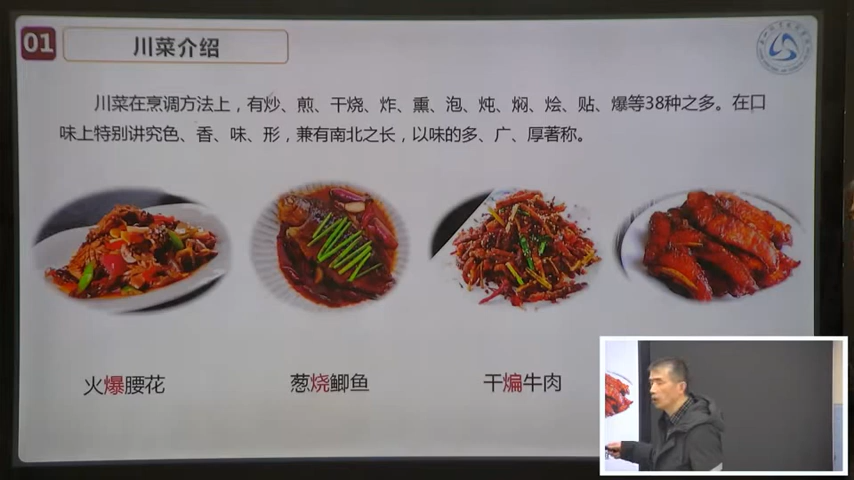 01
川菜介绍
川菜在烹调方法上，有炒、煎、干烧、炸、熏、泡、炖、焖、烩、贴、爆等38种之多。在口
味上特别讲究色、香、味、形，兼有南北之长，以味的多、广、厚著称。
火爆腰花
葱烧鲫鱼
干煸牛肉